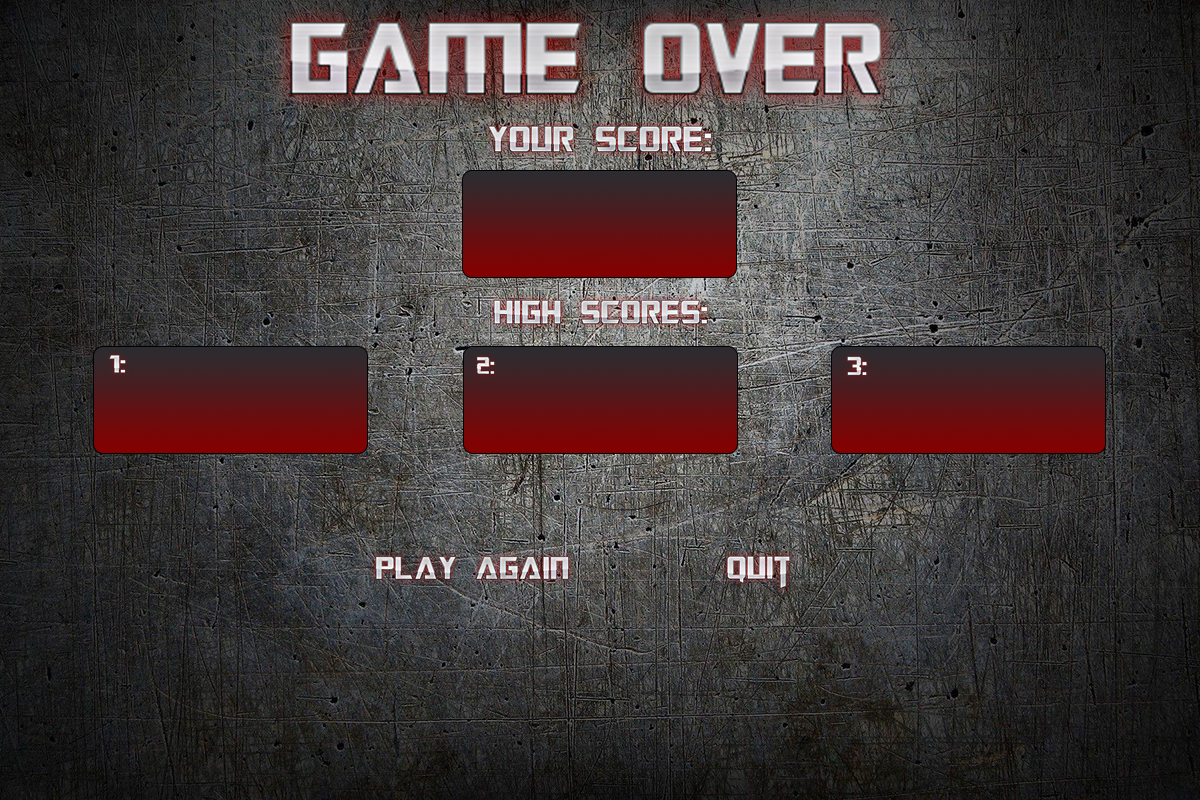 GAME OVER
YOUR SCORE:
HIGH SCORES:
1: 2: 3:
PLAY AGAIN QUIT